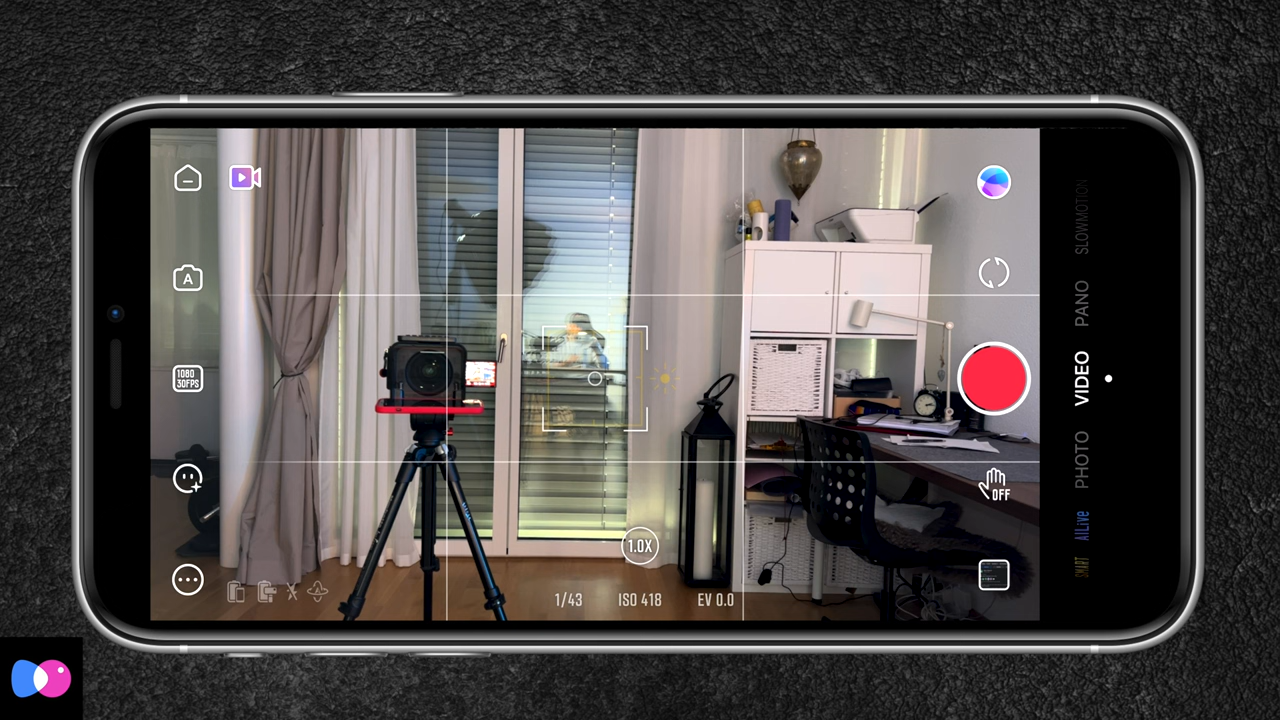 A
1080
30FPS
1.0X
1/43
ISO 418
EV 0.0
OFF
SLOWMOTION
PANO
VIDEO
PHOTO
AILive
SMART